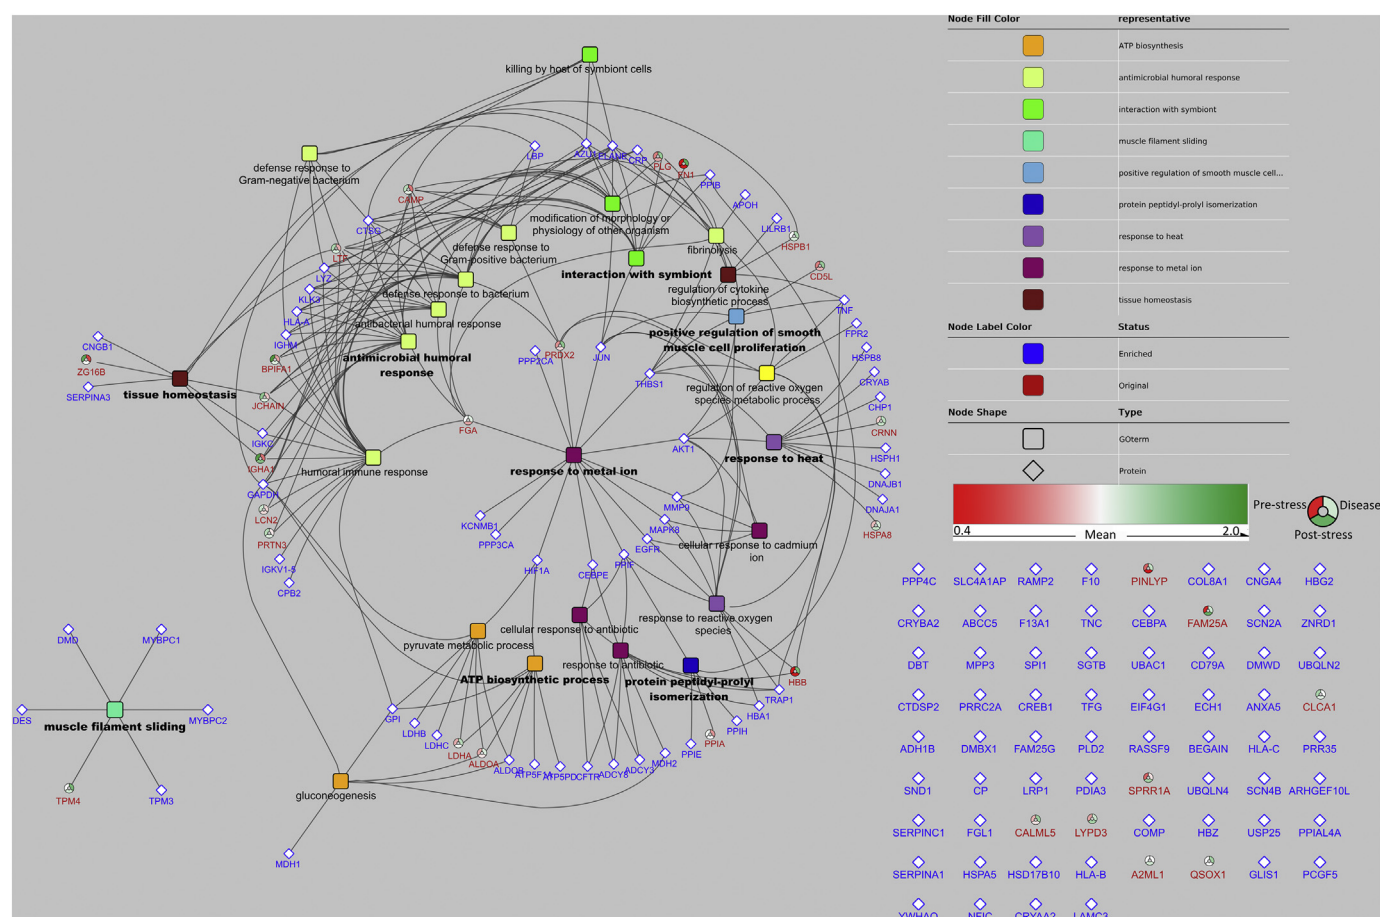 killing by host of symbiont cells
defense response to
Gram-negative bacterium
LBP
CRP
PLG
FN1
PPIB
APOH
LILRB1
HSPB1
CD5L
CAMP
CTSG
LTF
LYZ
KLK3
HLA-A
IGHM
BPIFA1
JCHAIN
IGKC
IGHA1
GAPDH
LCN2
PRTN3
IGKV1-5
CPB2
modification of morphology or
physiology of other organism
defense response to
Gram-positive bacterium
fibrinolysis
interaction with symbiont
regulation of cytokine
biosynthetic process
defense response to bacterium
antibacterial humoral response
antimicrobial humoral
response
positive regulation of smooth
muscle cell proliferation
regulation of reactive oxygen
species metabolic process
TNF
FPR2
HSPB8
CRYAB
CHP1
CRNN
HSPH1
DNAJB1
DNAJA1
HSPA8
PPP2CA
PRDX2
JUN
THBS1
AKT1
CNGB1
ZG16B
SERPINA3
tissue homeostasis
FGA
humoral immune response
response to metal ion
response to heat
KCNMB1
PPP3CA
MMP9
MAPK8
EGFR
cellular response to cadmium
ion
HIF1A
CEBPE
PPIF
cellular response to antibiotic
response to reactive oxygen
species
pyruvate metabolic process
response to antibiotic
ATP biosynthetic process
protein peptidyl-prolyl
isomerization
HBB
TRAP1
HBA1
PPIH
PPIA
PPIE
MDH2
ADCY3
ADCY8
CFTR
ATP5PD
ATP5F1A
ALDOB
ALDOA
LDHA
LDHC
LDHB
GPI
gluconeogenesis
MDH1
DMD
MYBPC1
DES
MYBPC2
muscle filament sliding
TPM4
TPM3
Node Fill Color representative
ATP biosynthesis
antimicrobial humoral response
interaction with symbiont
muscle filament sliding
positive regulation of smooth muscle cell...
protein peptidyl-prolyl isomerization
response to heat
response to metal ion
tissue homeostasis
Node Label Color Status
Enriched
Original
Node Shape Type
GOterm
Protein
0.4 Mean 2.0
Pre-stress Disease
Post-stress
PPP4C SLC4A1AP RAMP2 F10 PINLYP COL8A1 CNGA4 HBG2
CRYBA2 ABCC5 F13A1 TNC CEBPA FAM25A SCN2A ZNRD1
DBT MPP3 SPI1 SGTB UBAC1 CD79A DMWD UBQLN2
CTDSP2 PRRC2A CREB1 TFG EIF4G1 ECH1 ANXA5 CLCA1
ADH1B DMBX1 FAM25G PLD2 RASSF9 BEGAIN HLA-C PRR35
SND1 CP LRP1 PDIA3 SPRR1A UBQLN4 SCN4B ARHGEF10L
SERPINC1 FGL1 CALML5 LYPD3 COMP HBZ USP25 PPIAL4A
SERPINA1 HSPA5 HSD17B10 HLA-B A2ML1 QSOX1 GLIS1 PCGF5
YWHAQ NFIC CRYAA2 LAMC3